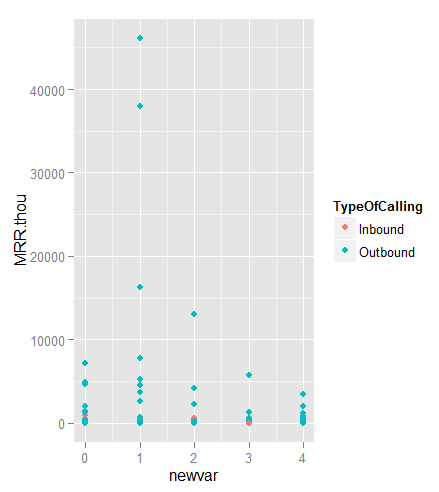 MRR.thou
40000
30000
20000
10000
0
0 1 2 3 4
newvar
TypeOfCalling
Inbound
Outbound